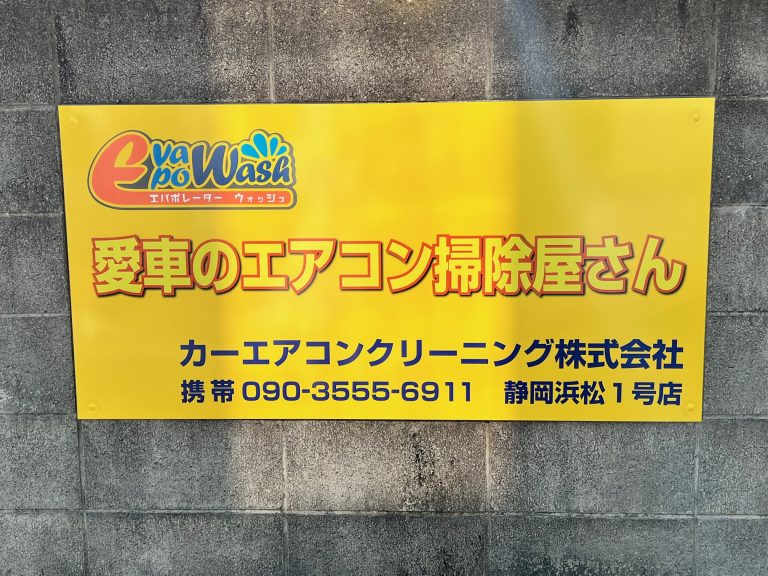 Evapo Wash
エバポレーター ウォッシュ
愛車のエアコン掃除屋さん
カーエアコンクリーニング株式会社
携帯 090-3555-6911 静岡浜松1号店